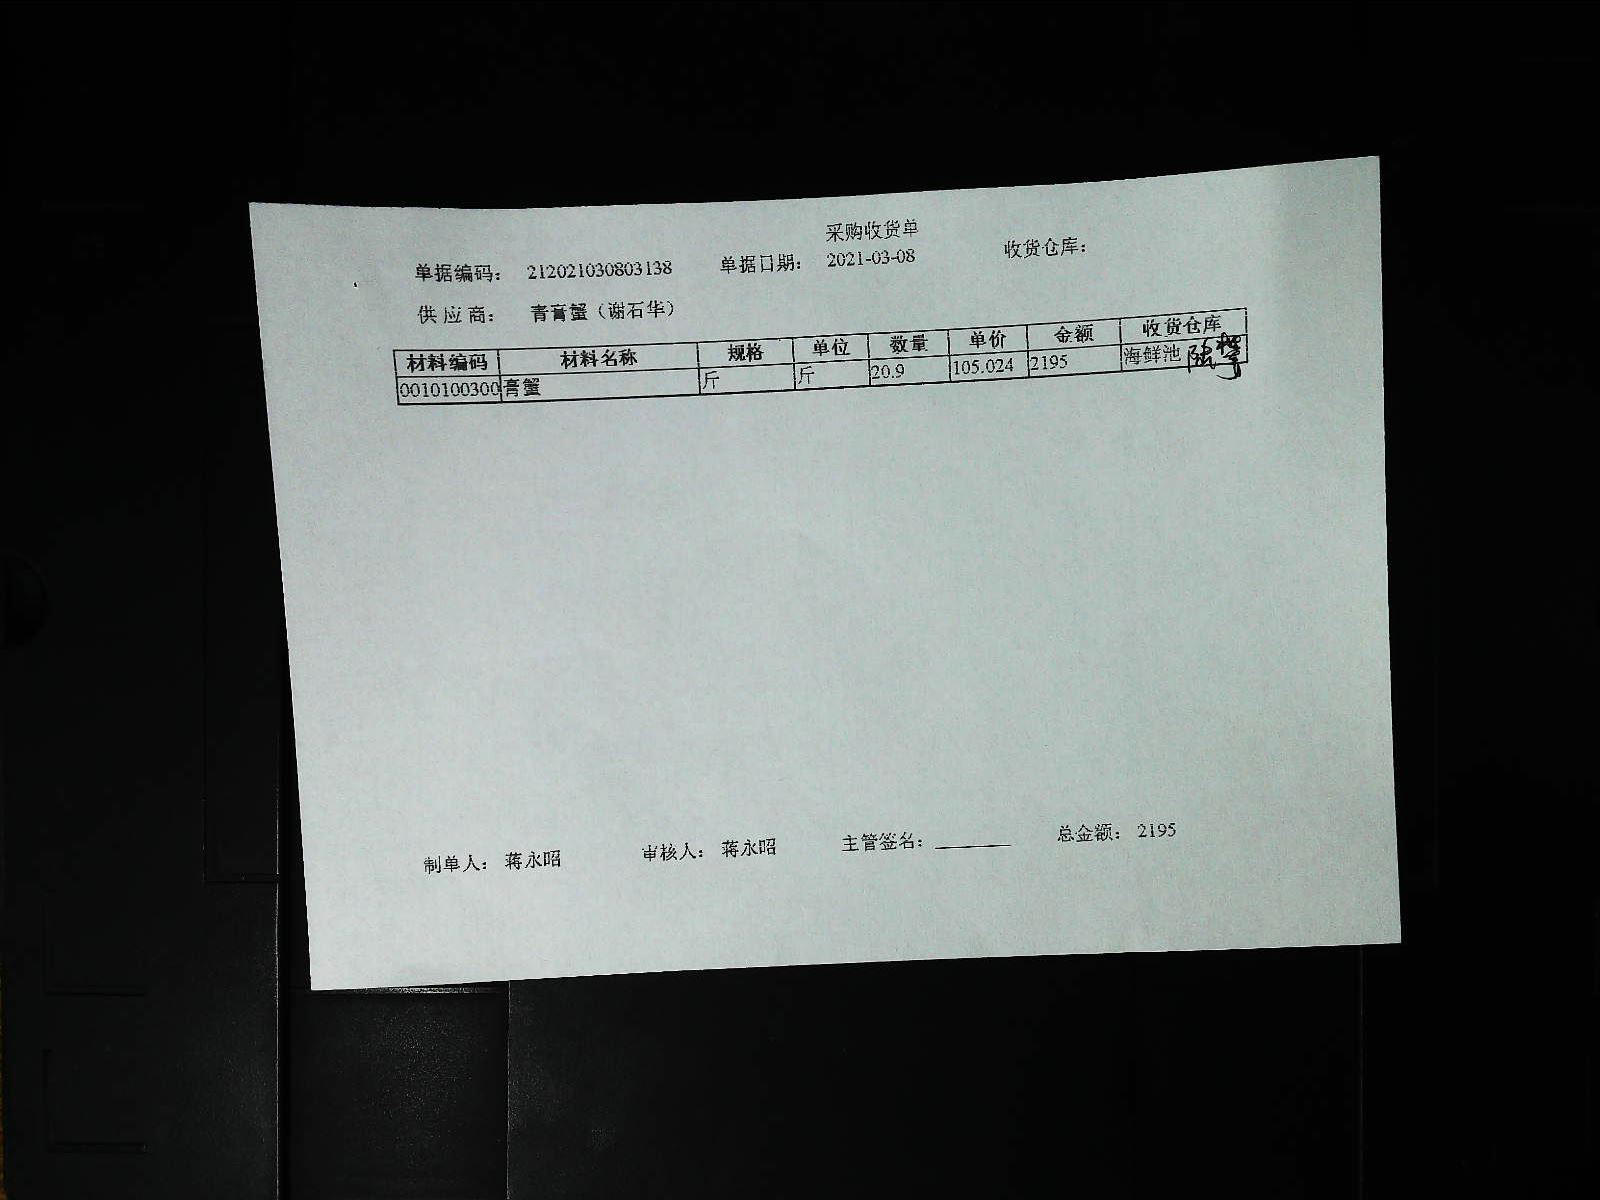 采购收货单
单据编码： 212021030803138 单据日期： 2021-03-08 收货仓库：
供 应 商： 青膏蟹（谢石华）
材料编码 材料名称 规格 单位 数量 单价 金额 收货仓库
0010100300 膏蟹 斤 斤 20.9 105.024 2195 海鲜池
制单人： 蒋永昭 审核人： 蒋永昭 主管签名：________ 总金额： 2195